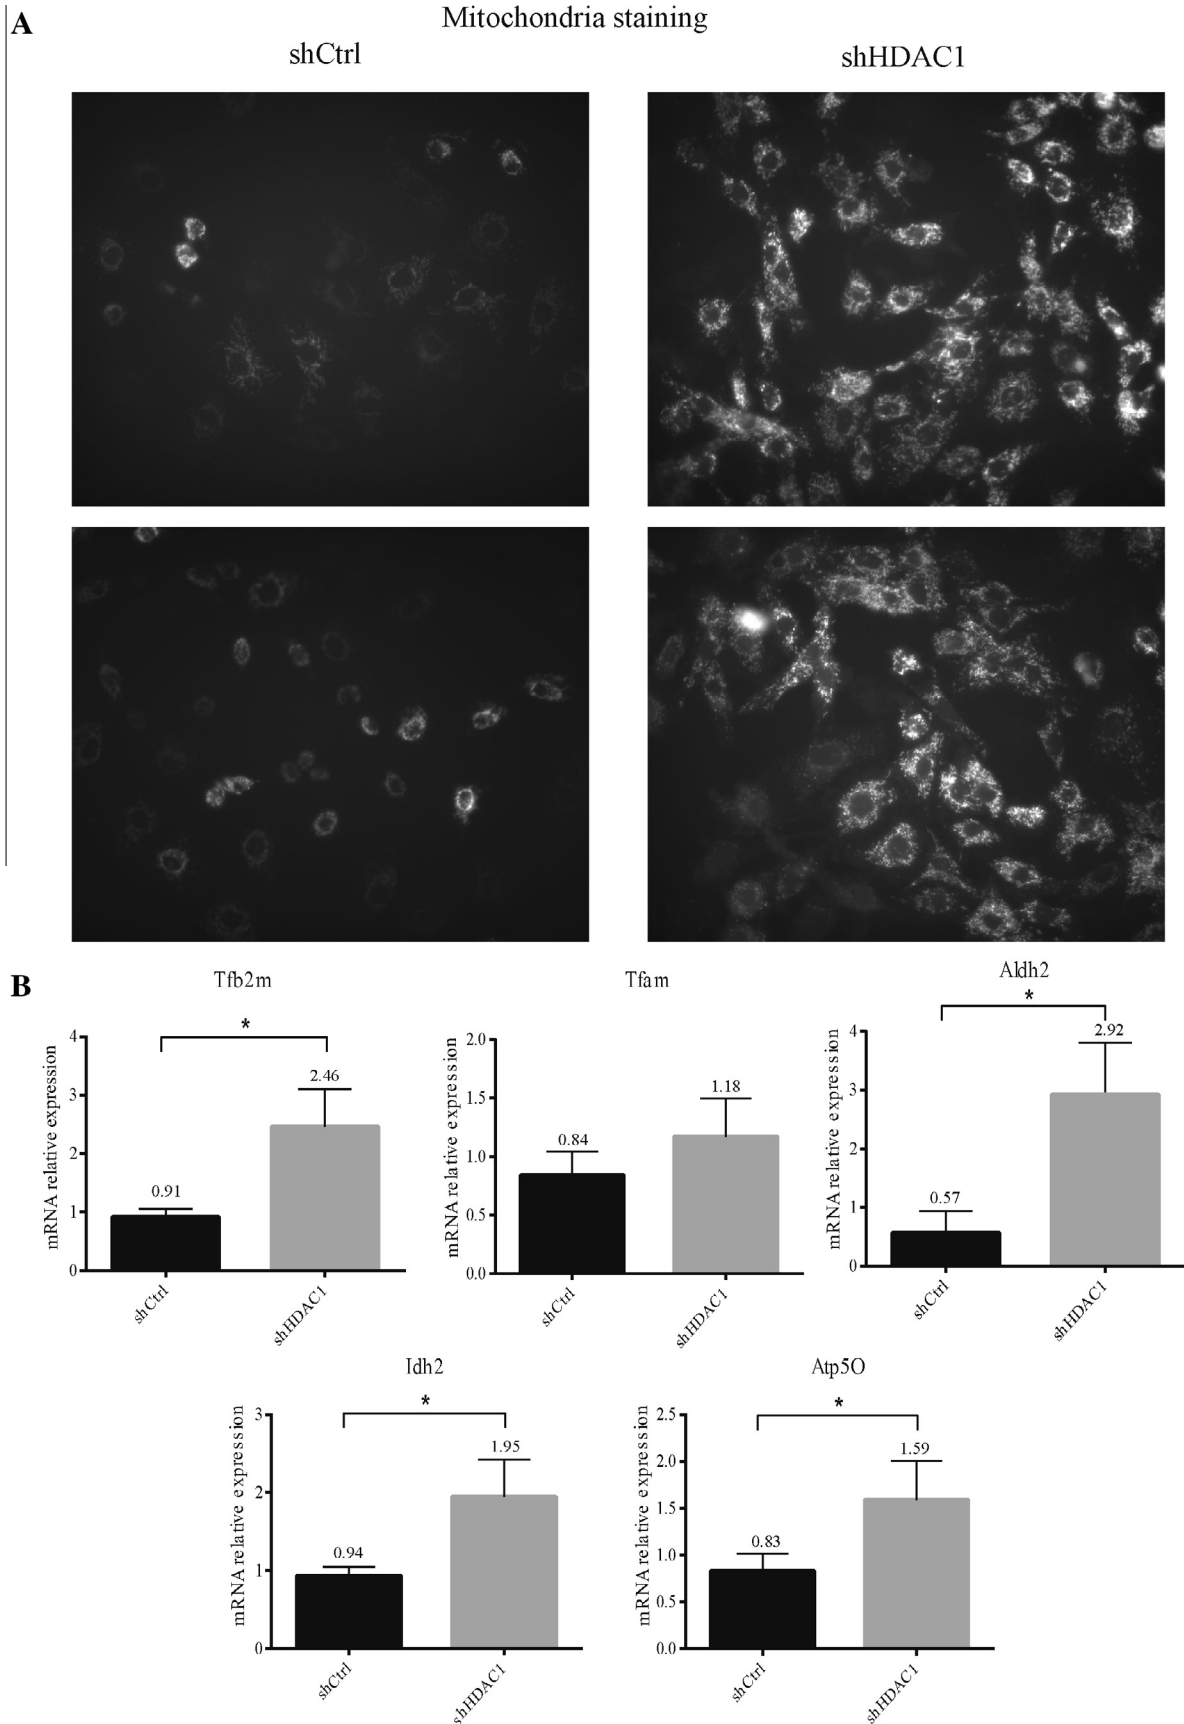 A
Mitochondria staining
shCtrl
shHDAC1
B
Tfb2m
mRNA relative expression
4
3
2
1
0
*
0.91
2.46
shCtrl
shHDAC1
Tfam
mRNA relative expression
2.0
1.5
1.0
0.5
0.0
0.84
1.18
shCtrl
shHDAC1
Aldh2
mRNA relative expression
4
3
2
1
0
*
0.57
2.92
shCtrl
shHDAC1
Idh2
mRNA relative expression
3
2
1
0
*
0.94
1.95
shCtrl
shHDAC1
Atp5O
mRNA relative expression
2.5
2.0
1.5
1.0
0.5
0.0
*
0.83
1.59
shCtrl
shHDAC1